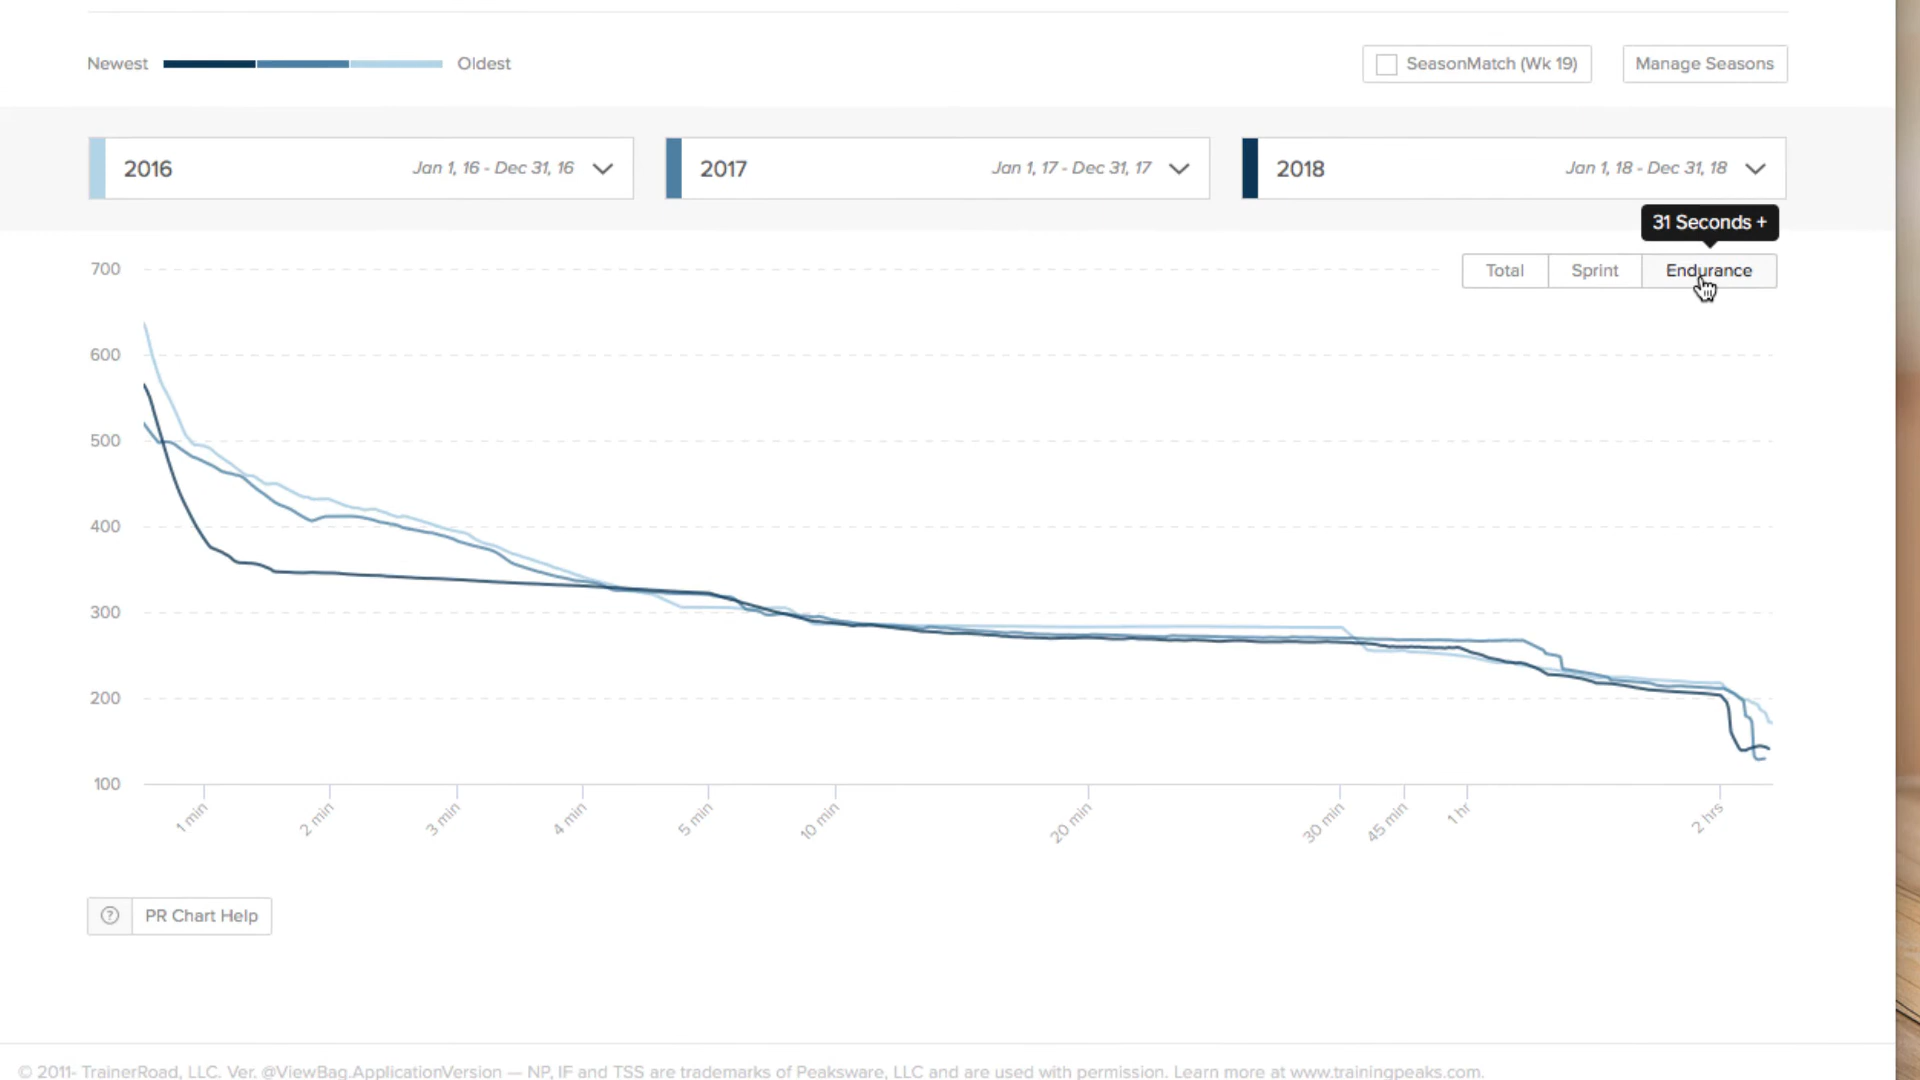 Newest Oldest SeasonMatch (Wk 19) Manage Seasons
2016 Jan 1, 16 - Dec 31, 16 2017 Jan 1, 17 - Dec 31, 17 2018 Jan 1, 18 - Dec 31, 18
31 Seconds +
Total Sprint Endurance
700
600
500
400
300
200
100
1 min 2 min 3 min 4 min 5 min 10 min 20 min 30 min 45 min 1 hr 2 hrs
? PR Chart Help
© 2011- TrainerRoad, LLC. Ver. @ViewBag.ApplicationVersion — NP, IF and TSS are trademarks of Peaksware, LLC and are used with permission. Learn more at www.trainingpeaks.com.